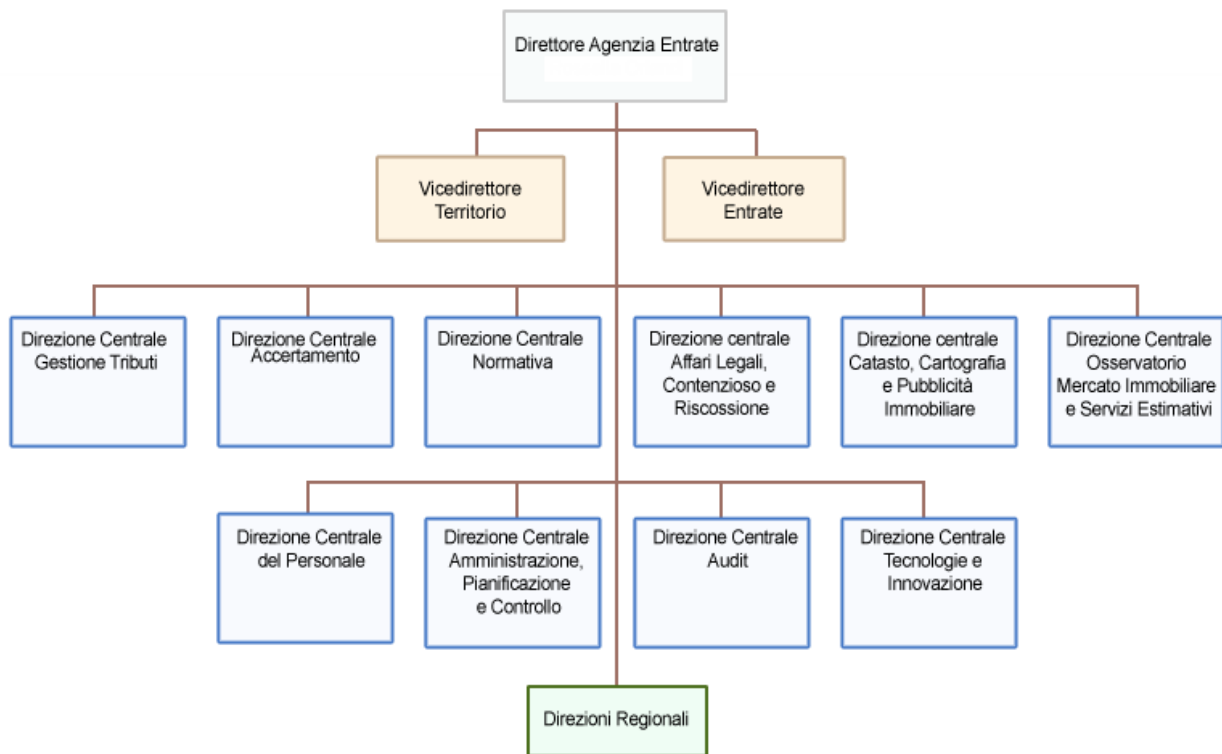 Direttore Agenzia Entrate
Vicedirettore
Territorio
Vicedirettore
Entrate
Direzione Centrale
Gestione Tributi
Direzione Centrale
Accertamento
Direzione Centrale
Normativa
Direzione centrale
Affari Legali,
Contenzioso e
Riscossione
Direzione centrale
Catasto, Cartografia
e Pubblicità
Immobiliare
Direzione Centrale
Osservatorio
Mercato Immobiliare
e Servizi Estimativi
Direzione Centrale
del Personale
Direzione Centrale
Amministrazione,
Pianificazione
e Controllo
Direzione Centrale
Audit
Direzione Centrale
Tecnologie e
Innovazione
Direzioni Regionali